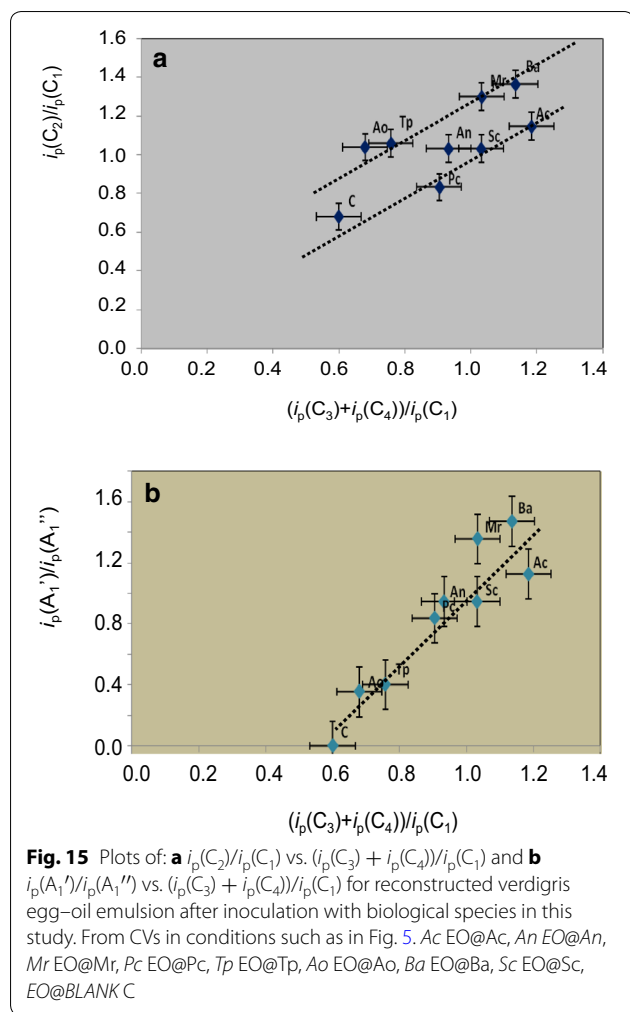 a
iₚ(C₂)/iₚ(C₁)
1.6
1.4
1.2
1.0
0.8
0.6
0.4
0.2
0.0
Ba
Mr
Ac
Ao
Tp
An
Sc
Pc
C
0.0 0.2 0.4 0.6 0.8 1.0 1.2 1.4
(iₚ(C₃)+iₚ(C₄))/iₚ(C₁)
b
iₚ(A₁')/iₚ(A₁'')
1.6
1.2
0.8
0.4
0.0
Ba
Mr
Ac
An
Sc
Pc
Ao
Tp
C
0.0 0.2 0.4 0.6 0.8 1.0 1.2 1.4
(iₚ(C₃)+iₚ(C₄))/iₚ(C₁)
Fig. 15 Plots of: a iₚ(C₂)/iₚ(C₁) vs. (iₚ(C₃) + iₚ(C₄))/iₚ(C₁) and b
iₚ(A₁′)/iₚ(A₁′′) vs. (iₚ(C₃) + iₚ(C₄))/iₚ(C₁) for reconstructed verdigris
egg–oil emulsion after inoculation with biological species in this
study. From CVs in conditions such as in Fig. 5. Ac EO@Ac, An EO@An,
Mr EO@Mr, Pc EO@Pc, Tp EO@Tp, Ao EO@Ao, Ba EO@Ba, Sc EO@Sc,
EO@BLANK C